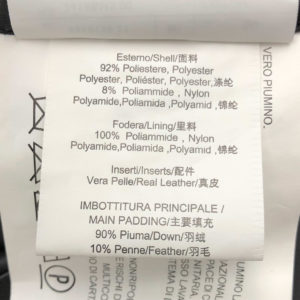 Esterno/Shell/面料
92% Poliestere, Polyester
Polyester, Poliéster, Polyester,涤纶
8% Poliammide , Nylon
Polyamide,Poliamida ,Polyamid ,锦纶
Fodera/Lining/里料
100% Poliammide, Nylon
Polyamide,Poliamida ,Polyamid ,锦纶
Inserti/Inserts/配件
Vera Pelle/Real Leather/真皮
IMBOTTITURA PRINCIPALE /
MAIN PADDING/主要填充
90% Piuma/Down/羽绒
10% Penne/Feather/羽毛
VERO PIUMINO.
P